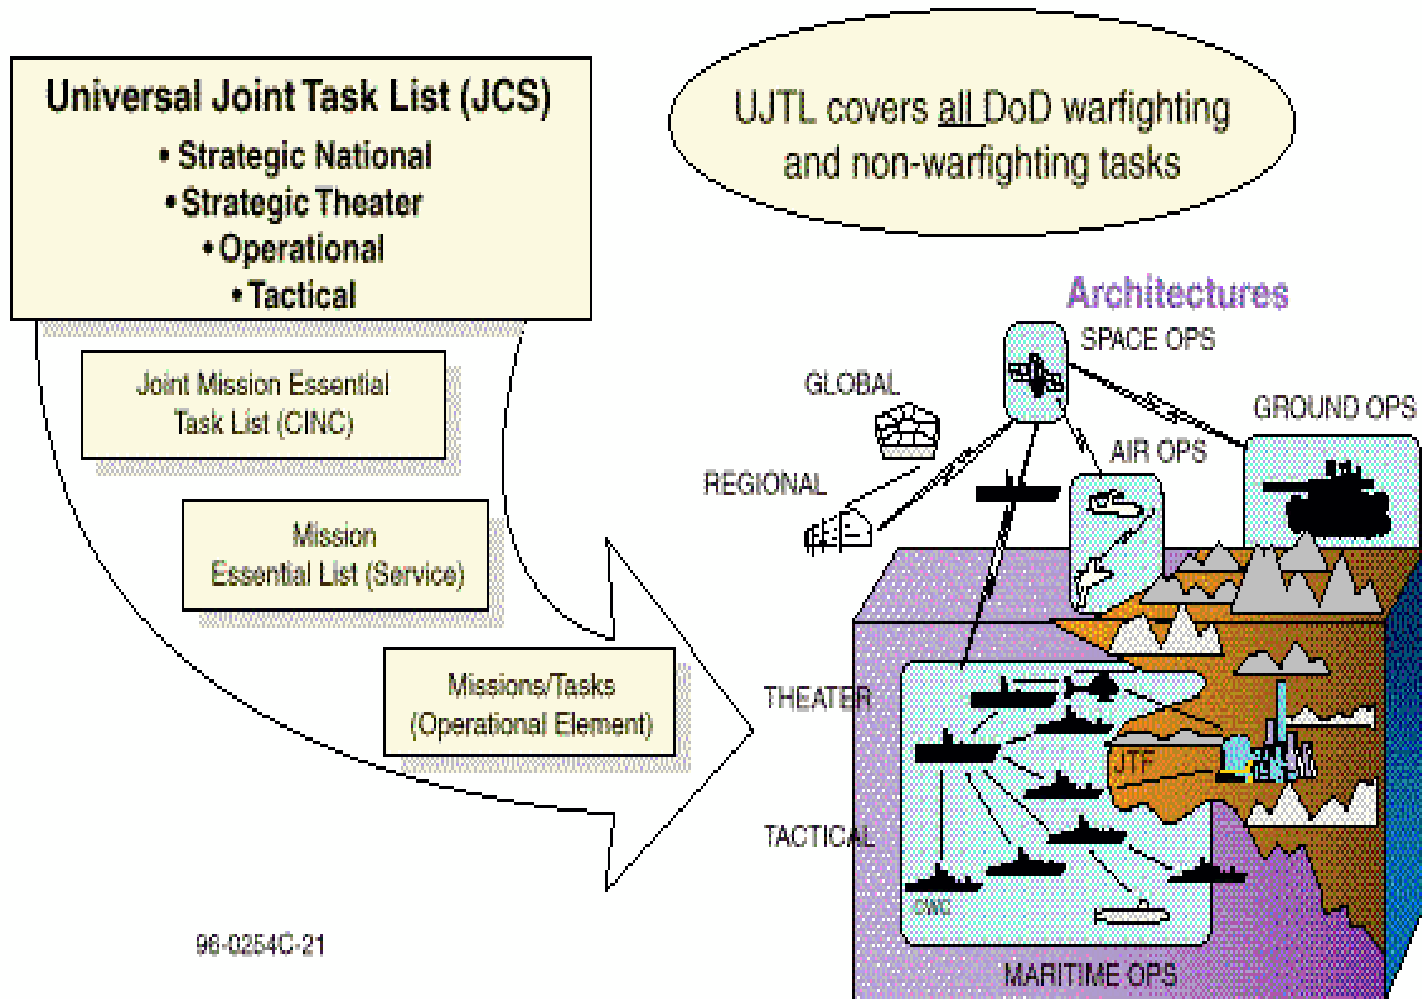 Universal Joint Task List (JCS)
• Strategic National
• Strategic Theater
• Operational
• Tactical
UJTL covers all DoD warfighting
and non-warfighting tasks
Joint Mission Essential
Task List (CINC)
Mission
Essential List (Service)
Missions/Tasks
(Operational Element)
Architectures
SPACE OPS
GLOBAL
GROUND OPS
AIR OPS
REGIONAL
THEATER
JTF
TACTICAL
CWC
MARITIME OPS
96-0254C-21